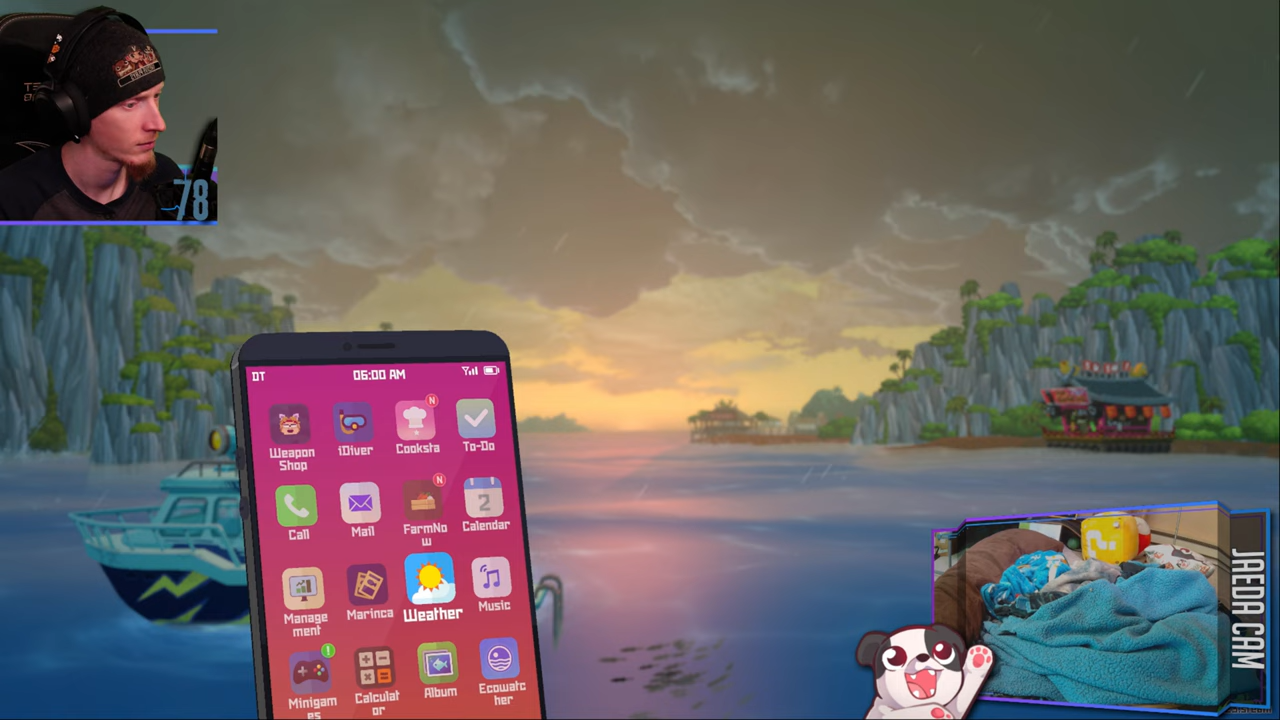 78
DT 06:00 AM
N
Weapon Shop
iDiver
Cooksta
To-Do
N
Call
Mail
FarmNo
w
2
Calendar
Manage
ment
Marinca
Weather
Music
!
Minigam
es
Calculat
or
Album
Ecowatc
her
JAEDA CAM